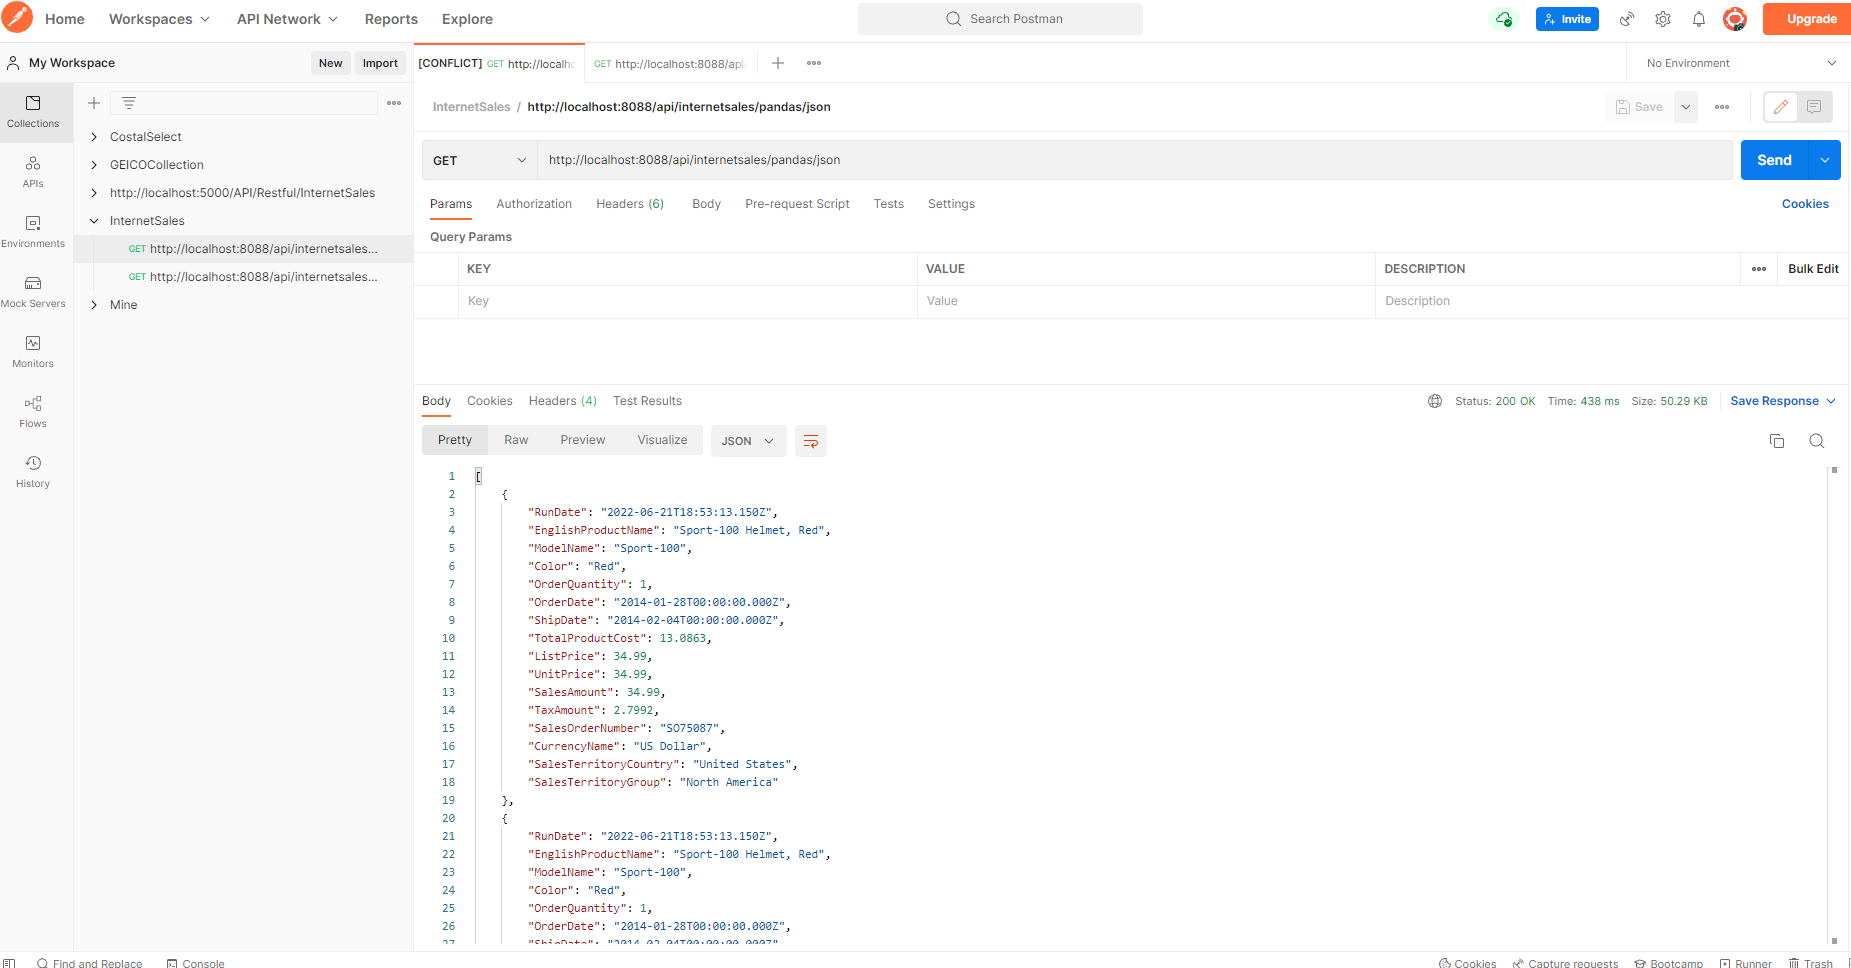 Home Workspaces API Network Reports Explore Search Postman Invite Upgrade
My Workspace New Import [CONFLICT] GET http://localho GET http://localhost:8088/api/ No Environment
Collections
APIs
Environments
Mock Servers
Monitors
Flows
History
CostalSelect
GEICOCollection
http://localhost:5000/API/Restful/InternetSales
InternetSales
GET http://localhost:8088/api/internetsales...
GET http://localhost:8088/api/internetsales...
Mine
InternetSales / http://localhost:8088/api/internetsales/pandas/json Save
GET http://localhost:8088/api/internetsales/pandas/json Send
Params Authorization Headers (6) Body Pre-request Script Tests Settings Cookies
Query Params
KEY VALUE DESCRIPTION Bulk Edit
Key Value Description
Body Cookies Headers (4) Test Results Status: 200 OK Time: 438 ms Size: 50.29 KB Save Response
Pretty Raw Preview Visualize JSON
1 [
2 {
3 "RunDate": "2022-06-21T18:53:13.150Z",
4 "EnglishProductName": "Sport-100 Helmet, Red",
5 "ModelName": "Sport-100",
6 "Color": "Red",
7 "OrderQuantity": 1,
8 "OrderDate": "2014-01-28T00:00:00.000Z",
9 "ShipDate": "2014-02-04T00:00:00.000Z",
10 "TotalProductCost": 13.0863,
11 "ListPrice": 34.99,
12 "UnitPrice": 34.99,
13 "SalesAmount": 34.99,
14 "TaxAmount": 2.7992,
15 "SalesOrderNumber": "SO75087",
16 "CurrencyName": "US Dollar",
17 "SalesTerritoryCountry": "United States",
18 "SalesTerritoryGroup": "North America"
19 },
20 {
21 "RunDate": "2022-06-21T18:53:13.150Z",
22 "EnglishProductName": "Sport-100 Helmet, Red",
23 "ModelName": "Sport-100",
24 "Color": "Red",
25 "OrderQuantity": 1,
26 "OrderDate": "2014-01-28T00:00:00.000Z",
27 "ShipDate": "2014-02-04T00:00:00.000Z"
Find and Replace Console Cookies Capture requests Bootcamp Runner Trash